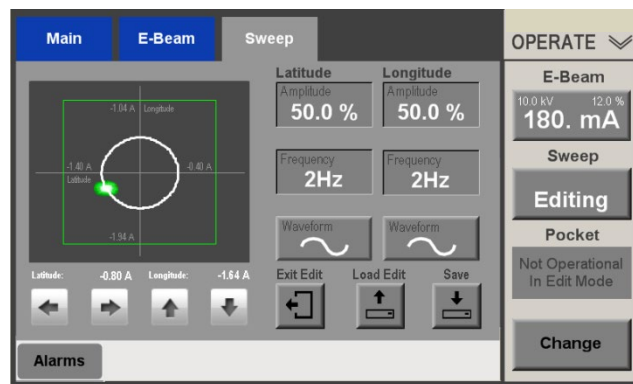 Main
E-Beam
Sweep
OPERATE
Latitude
Longitude
Amplitude
50.0 %
Amplitude
50.0 %
-1.04 A
Longitude
-1.40 A
Latitude
-0.40 A
-1.94 A
Frequency
2Hz
Frequency
2Hz
Waveform
Waveform
Latitude:
-0.80 A
Longitude:
-1.64 A
Exit Edit
Load Edit
Save
Alarms
E-Beam
10.0 kV
12.0 %
180. mA
Sweep
Editing
Pocket
Not Operational
In Edit Mode
Change